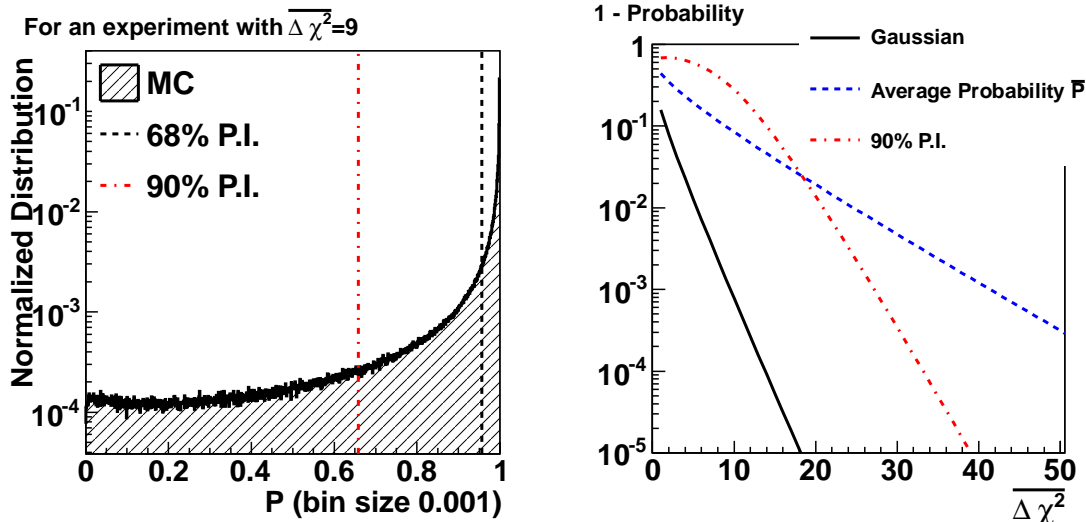 For an experiment with Δ χ²=9
Normalized Distribution
10⁻¹
10⁻²
10⁻³
10⁻⁴
MC
68% P.I.
90% P.I.
0 0.2 0.4 0.6 0.8 1
P (bin size 0.001)
1 - Probability
1
10⁻¹
10⁻²
10⁻³
10⁻⁴
10⁻⁵
Gaussian
Average Probability P̅
90% P.I.
0 10 20 30 40 50
Δ χ²